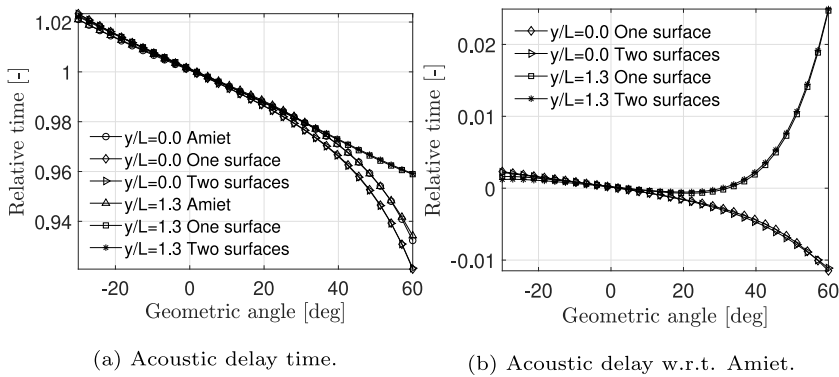 1.02
1
0.98
0.96
0.94
Relative time [-]
y/L=0.0 Amiet
y/L=0.0 One surface
y/L=0.0 Two surfaces
y/L=1.3 Amiet
y/L=1.3 One surface
y/L=1.3 Two surfaces
-20 0 20 40 60
Geometric angle [deg]
(a) Acoustic delay time.
0.02
0.01
0
-0.01
Relative time [-]
y/L=0.0 One surface
y/L=0.0 Two surfaces
y/L=1.3 One surface
y/L=1.3 Two surfaces
-20 0 20 40 60
Geometric angle [deg]
(b) Acoustic delay w.r.t. Amiet.